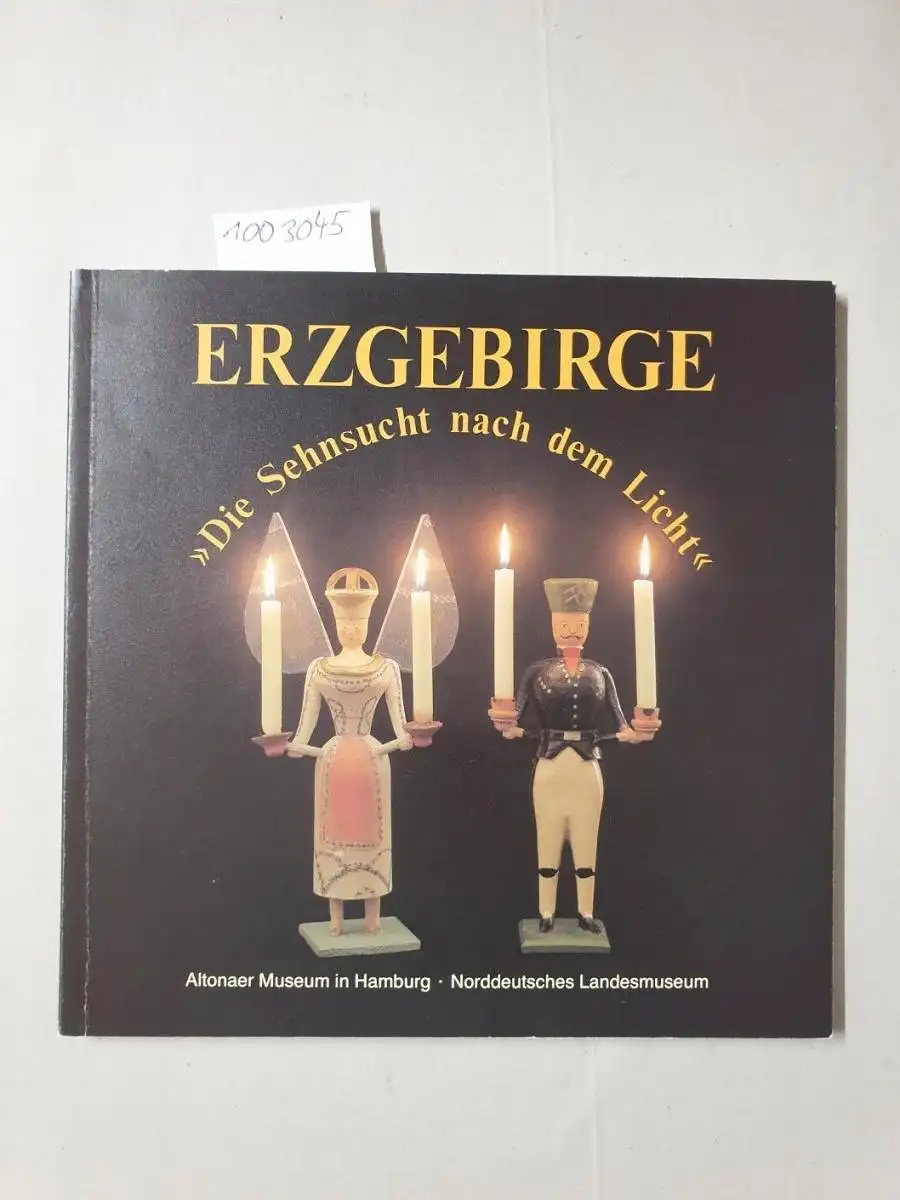 1003045
ERZGEBIRGE
»Die Sehnsucht nach dem Licht«
Altonaer Museum in Hamburg · Norddeutsches Landesmuseum